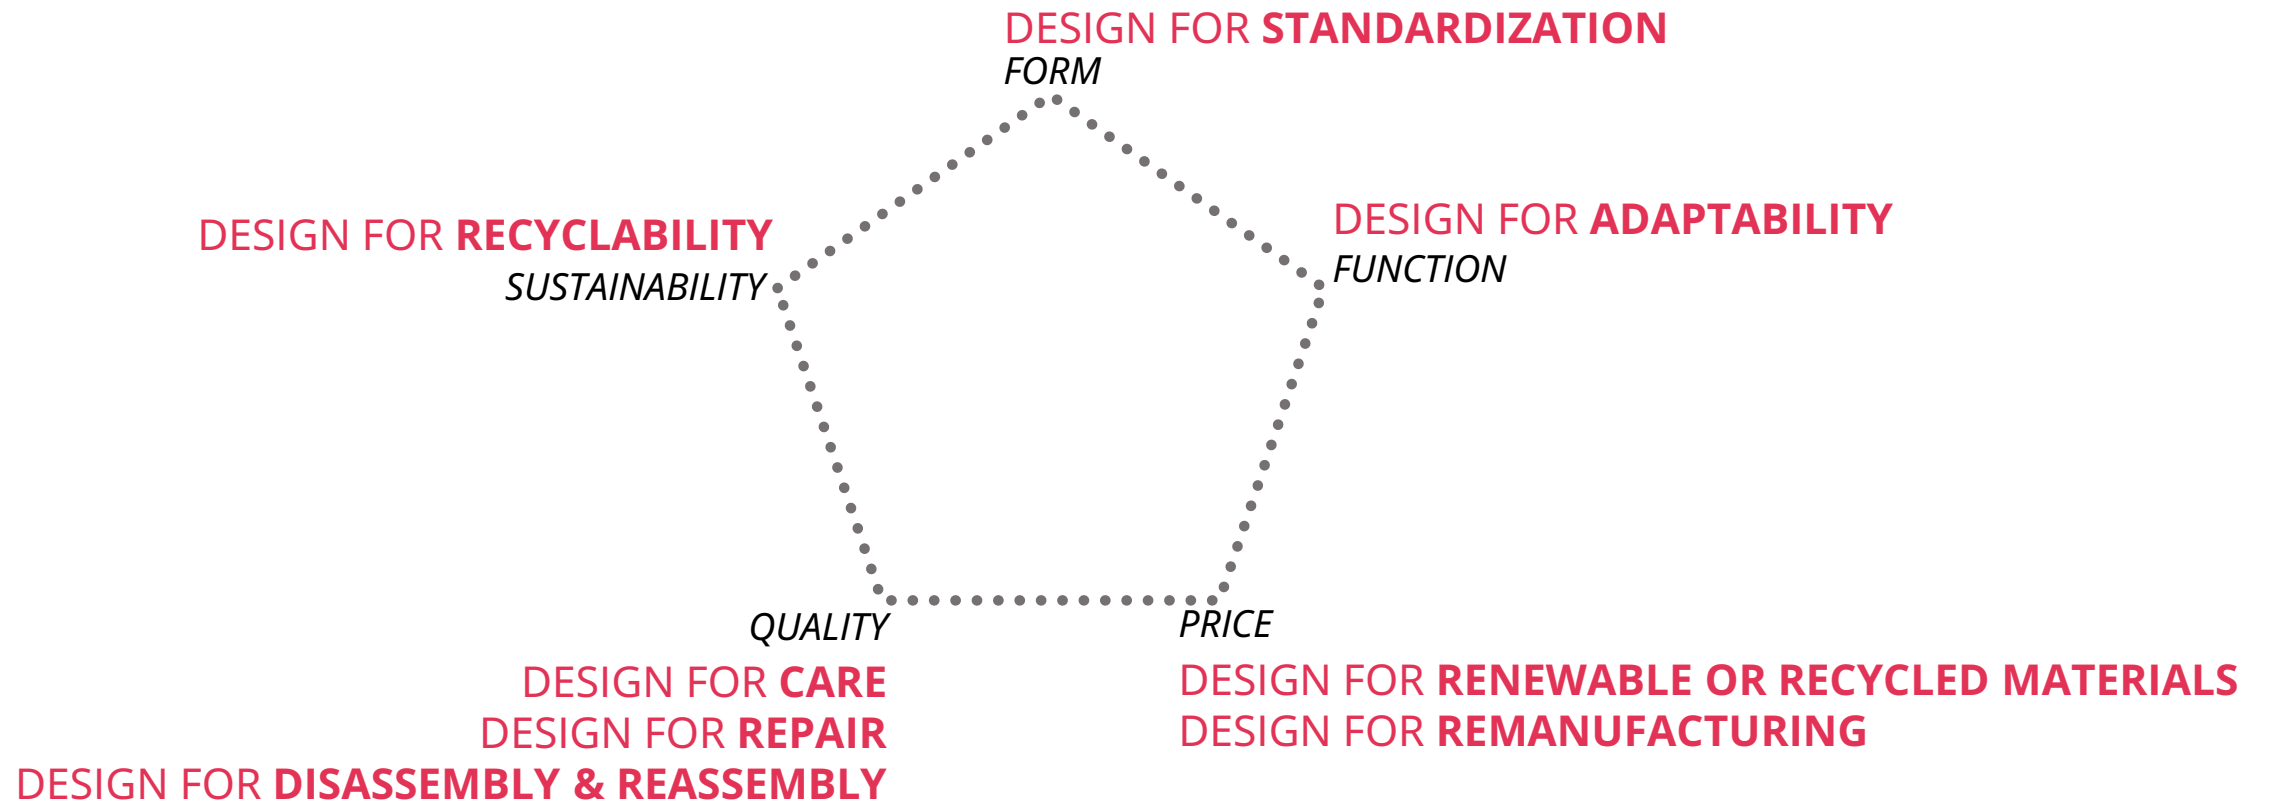 DESIGN FOR STANDARDIZATION
FORM
DESIGN FOR RECYCLABILITY
SUSTAINABILITY
DESIGN FOR ADAPTABILITY
FUNCTION
QUALITY
DESIGN FOR CARE
DESIGN FOR REPAIR
DESIGN FOR DISASSEMBLY & REASSEMBLY
PRICE
DESIGN FOR RENEWABLE OR RECYCLED MATERIALS
DESIGN FOR REMANUFACTURING